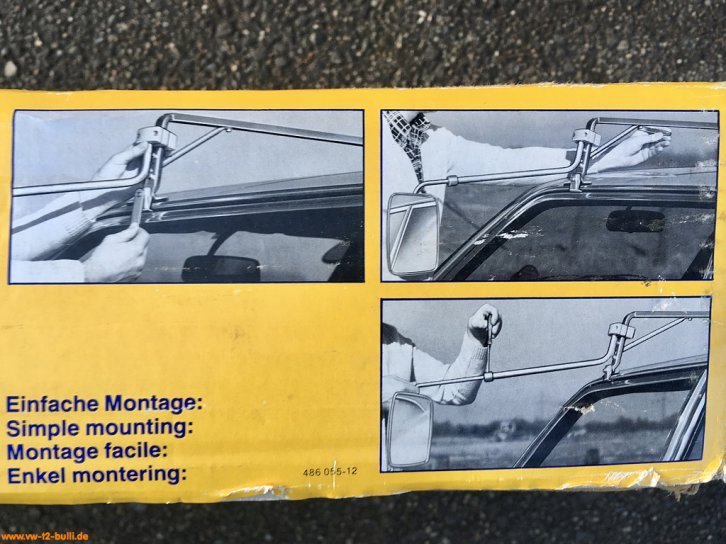 Einfache Montage:
Simple mounting:
Montage facile:
Enkel montering:
486 055-12
www.vw-t2-bulli.de